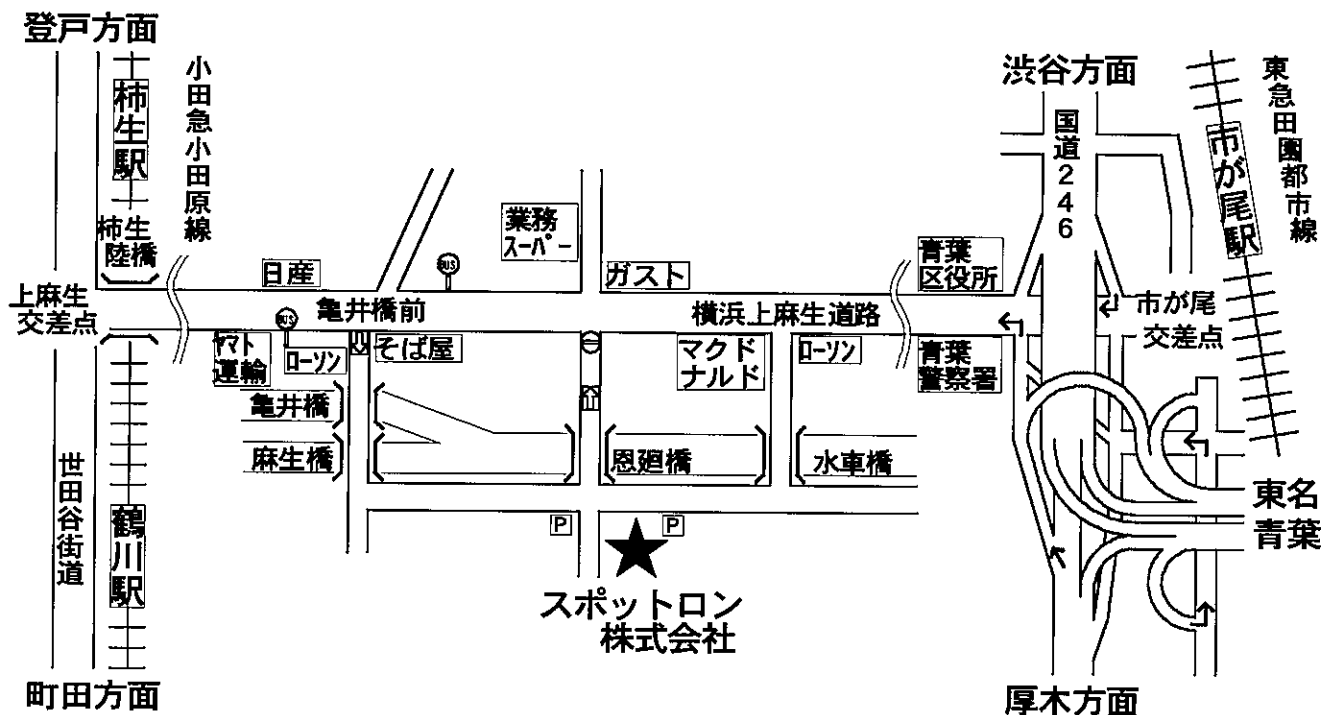 登戸方面
柿生駅
小田急小田原線
柿生
陸橋
上麻生
交差点
世田谷街道
鶴川駅
町田方面
日産
BUS
ヤマト
運輸
BUS
ローソン
亀井橋前
そば屋
亀井橋
麻生橋
業務
スーパー
ガスト
横浜上麻生道路
マクド
ナルド
ローソン
恩廻橋
水車橋
P
P
スポットロン
株式会社
青葉
区役所
青葉
警察署
渋谷方面
国道246
市が尾駅
東急田園都市線
市が尾
交差点
東名
青葉
厚木方面